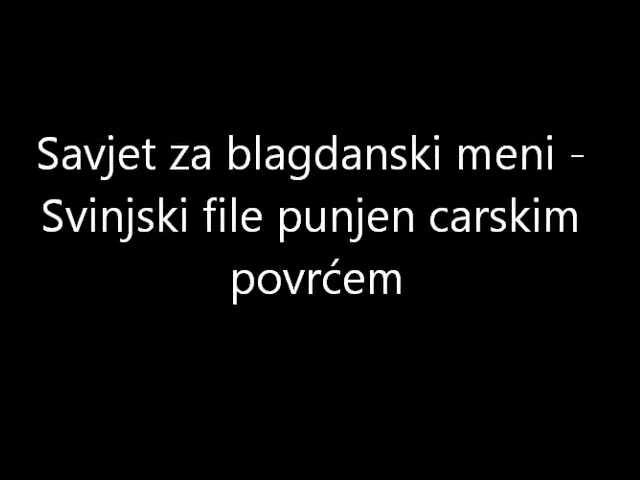 Savjet za blagdanski meni -
Svinjski file punjen carskim
povrćem